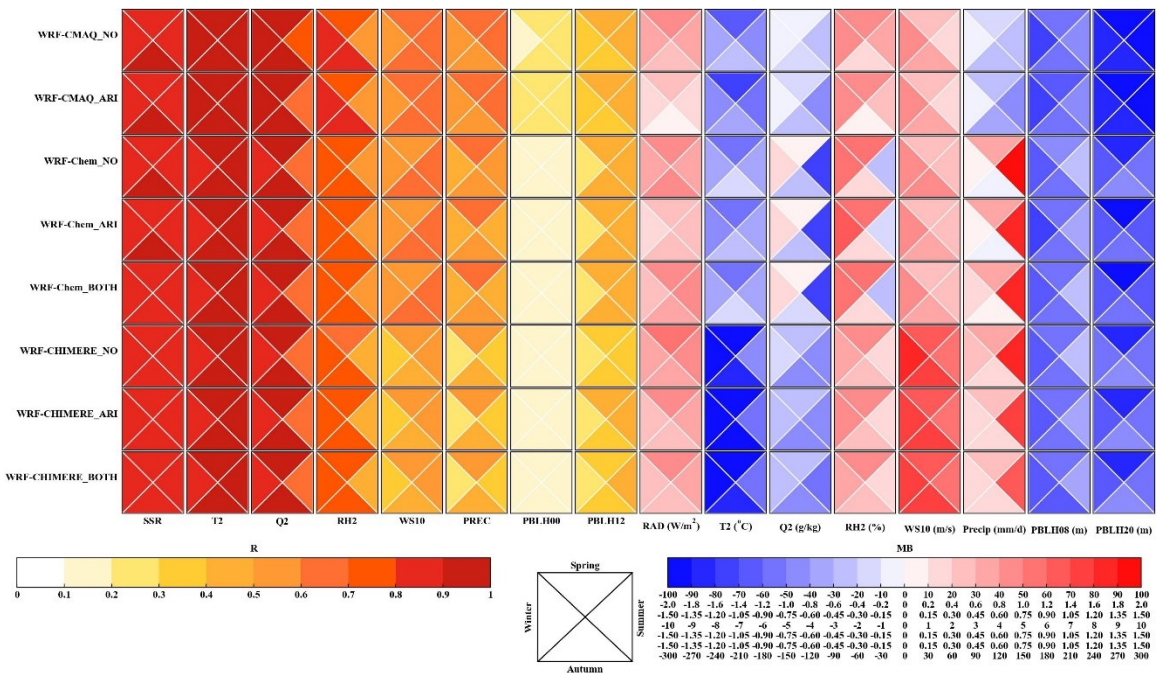 WRF-CMAQ_NO
WRF-CMAQ_ARI
WRF-Chem_NO
WRF-Chem_ARI
WRF-Chem_BOTH
WRF-CHIMERE_NO
WRF-CHIMERE_ARI
WRF-CHIMERE_BOTH
SSR T2 Q2 RH2 WS10 PREC PBLH00 PBLH12 RAD (W/m²) T2 (°C) Q2 (g/kg) RH2 (%) WS10 (m/s) Precip (mm/d) PBLH08 (m) PBLH20 (m)
R
0 0.1 0.2 0.3 0.4 0.5 0.6 0.7 0.8 0.9 1
Spring
Winter
Summer
Autumn
MB
-100 -90 -80 -70 -60 -50 -40 -30 -20 -10 0 10 20 30 40 50 60 70 80 90 100
-2.0 -1.8 -1.6 -1.4 -1.2 -1.0 -0.8 -0.6 -0.4 -0.2 0 0.2 0.4 0.6 0.8 1.0 1.2 1.4 1.6 1.8 2.0
-1.50 -1.35 -1.20 -1.05 -0.90 -0.75 -0.60 -0.45 -0.30 -0.15 0 0.15 0.30 0.45 0.60 0.75 0.90 1.05 1.20 1.35 1.50
-10 -9 -8 -7 -6 -5 -4 -3 -2 -1 0 1 2 3 4 5 6 7 8 9 10
-1.50 -1.35 -1.20 -1.05 -0.90 -0.75 -0.60 -0.45 -0.30 -0.15 0 0.15 0.30 0.45 0.60 0.75 0.90 1.05 1.20 1.35 1.50
-1.50 -1.35 -1.20 -1.05 -0.90 -0.75 -0.60 -0.45 -0.30 -0.15 0 0.15 0.30 0.45 0.60 0.75 0.90 1.05 1.20 1.35 1.50
-300 -270 -240 -210 -180 -150 -120 -90 -60 -30 0 30 60 90 120 150 180 210 240 270 300